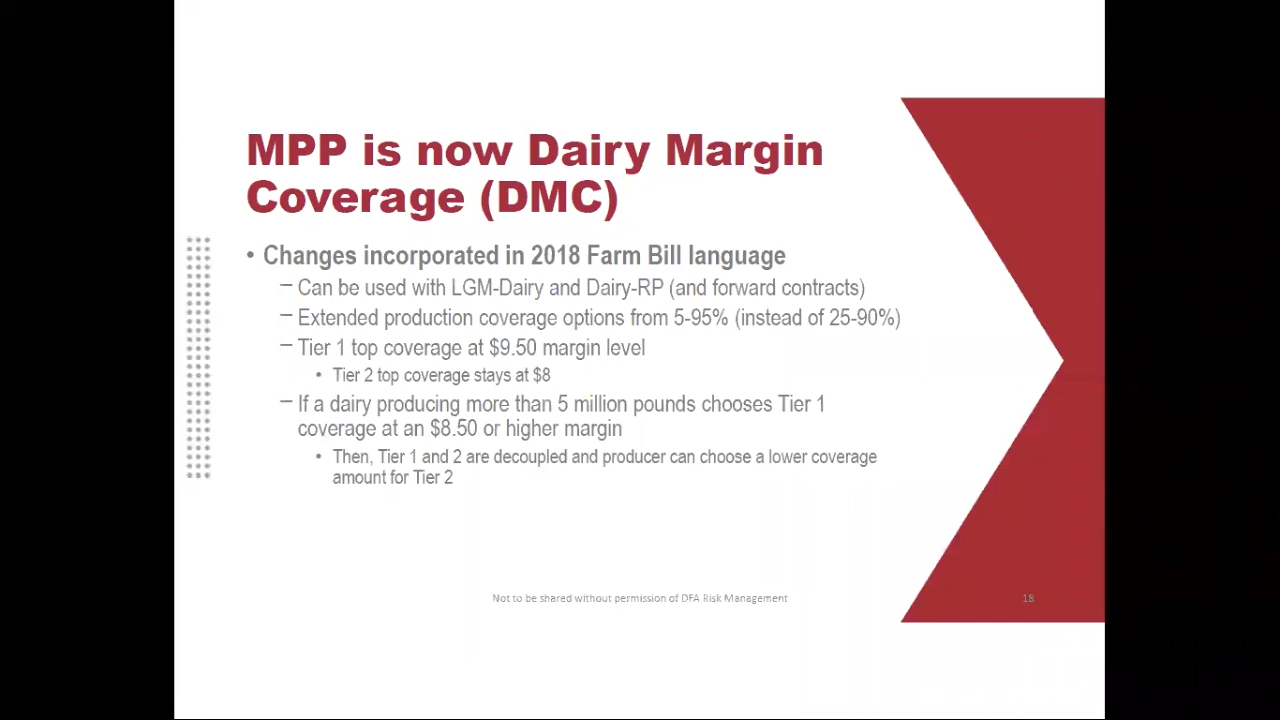 MPP is now Dairy Margin
Coverage (DMC)
• Changes incorporated in 2018 Farm Bill language
– Can be used with LGM-Dairy and Dairy-RP (and forward contracts)
– Extended production coverage options from 5-95% (instead of 25-90%)
– Tier 1 top coverage at $9.50 margin level
• Tier 2 top coverage stays at $8
– If a dairy producing more than 5 million pounds chooses Tier 1
coverage at an $8.50 or higher margin
• Then, Tier 1 and 2 are decoupled and producer can choose a lower coverage
amount for Tier 2
Not to be shared without permission of DFA Risk Management
18